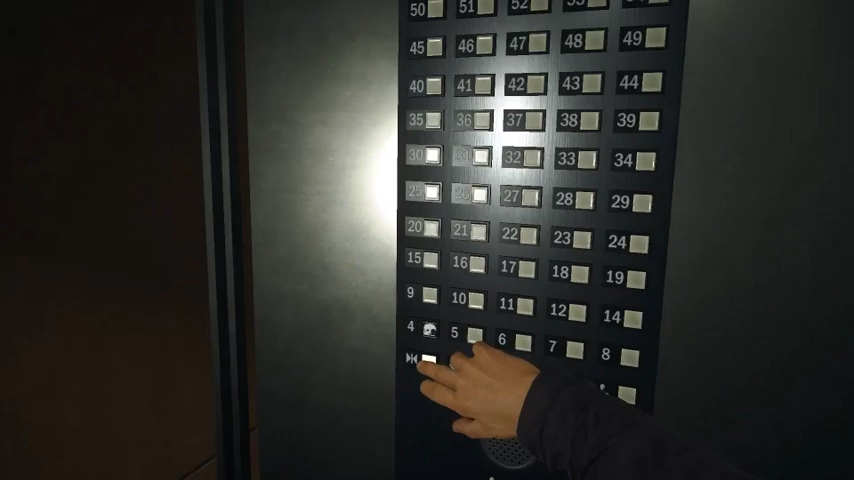 50 51 52
45 46 47 48 49
40 41 42 43 44
35 36 37 38 39
30 31 32 33 34
25 26 27 28 29
20 21 22 23 24
15 16 17 18 19
9 10 11 12 14
4 5 6 7 8